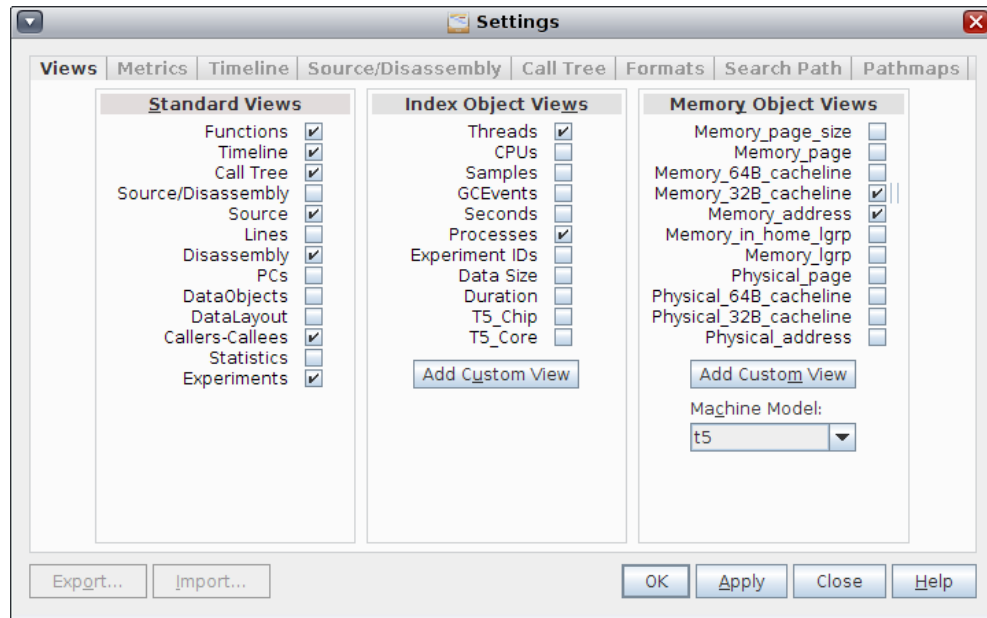 Settings
Views Metrics Timeline Source/Disassembly Call Tree Formats Search Path Pathmaps
Standard Views
Functions
Timeline
Call Tree
Source/Disassembly
Source
Lines
Disassembly
PCs
DataObjects
DataLayout
Callers-Callees
Statistics
Experiments
Index Object Views
Threads
CPUs
Samples
GCEvents
Seconds
Processes
Experiment IDs
Data Size
Duration
T5_Chip
T5_Core
Add Custom View
Memory Object Views
Memory_page_size
Memory_page
Memory_64B_cacheline
Memory_32B_cacheline
Memory_address
Memory_in_home_lgrp
Memory_lgrp
Physical_page
Physical_64B_cacheline
Physical_32B_cacheline
Physical_address
Add Custom View
Machine Model:
t5
Export... Import... OK Apply Close Help